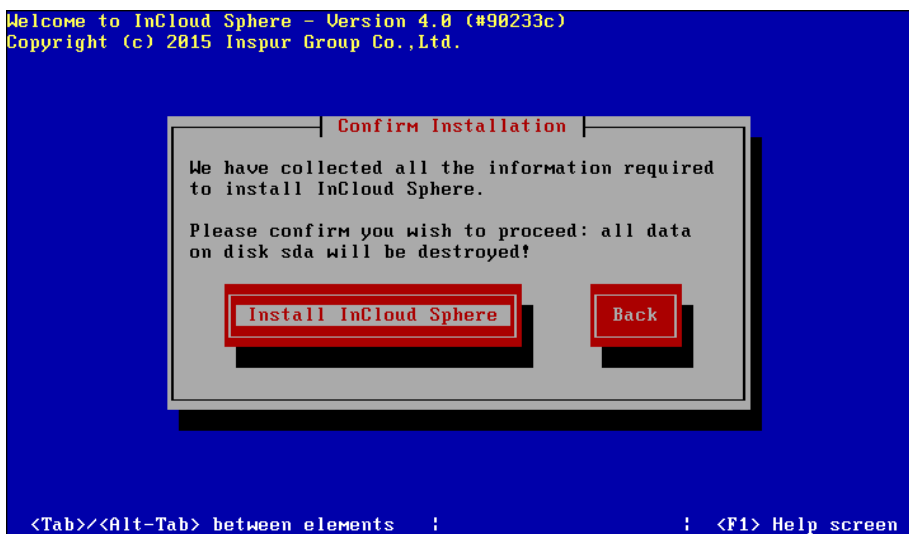 Welcome to InCloud Sphere - Version 4.0 (#90233c)
Copyright (c) 2015 Inspur Group Co.,Ltd.
Confirm Installation
We have collected all the information required
to install InCloud Sphere.
Please confirm you wish to proceed: all data
on disk sda will be destroyed!
Install InCloud Sphere Back
<Tab>/<Alt-Tab> between elements | | <F1> Help screen